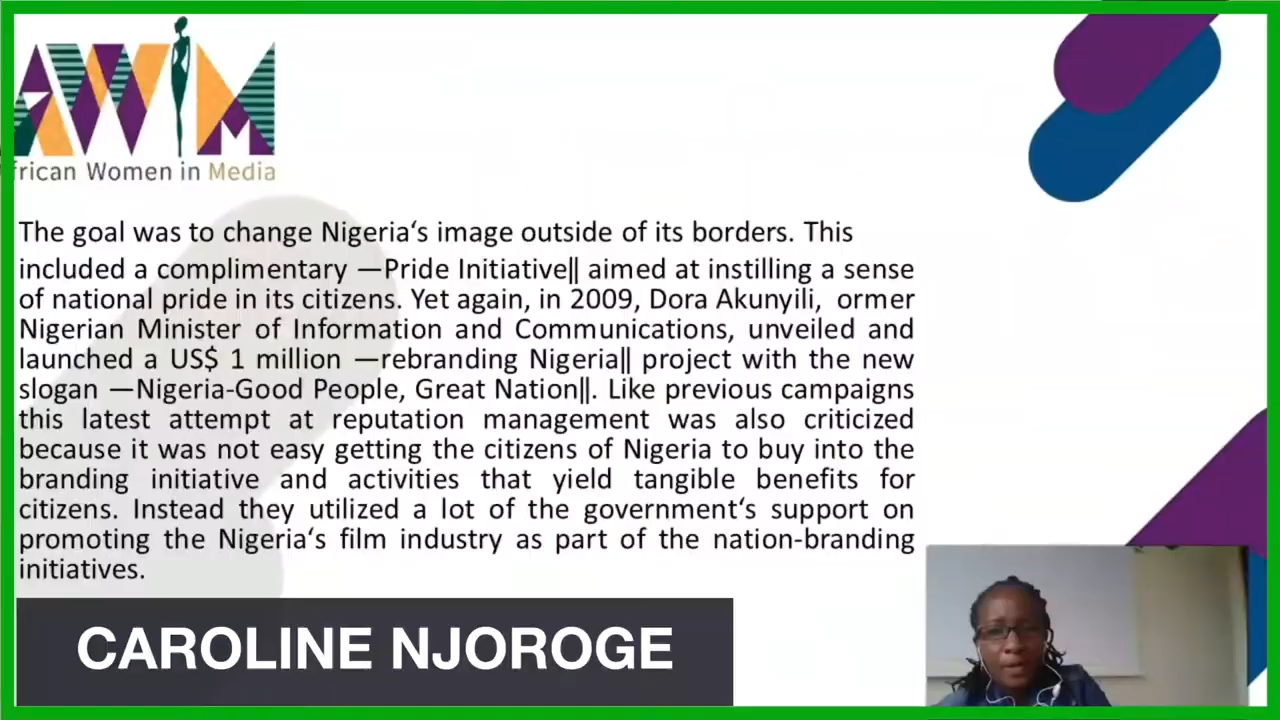 AWIM
frican Women in Media
The goal was to change Nigeria‘s image outside of its borders. This
included a complimentary ―Pride Initiative‖ aimed at instilling a sense
of national pride in its citizens. Yet again, in 2009, Dora Akunyili, ormer
Nigerian Minister of Information and Communications, unveiled and
launched a US$ 1 million ―rebranding Nigeria‖ project with the new
slogan ―Nigeria-Good People, Great Nation‖. Like previous campaigns
this latest attempt at reputation management was also criticized
because it was not easy getting the citizens of Nigeria to buy into the
branding initiative and activities that yield tangible benefits for
citizens. Instead they utilized a lot of the government‘s support on
promoting the Nigeria‘s film industry as part of the nation-branding
initiatives.
CAROLINE NJOROGE